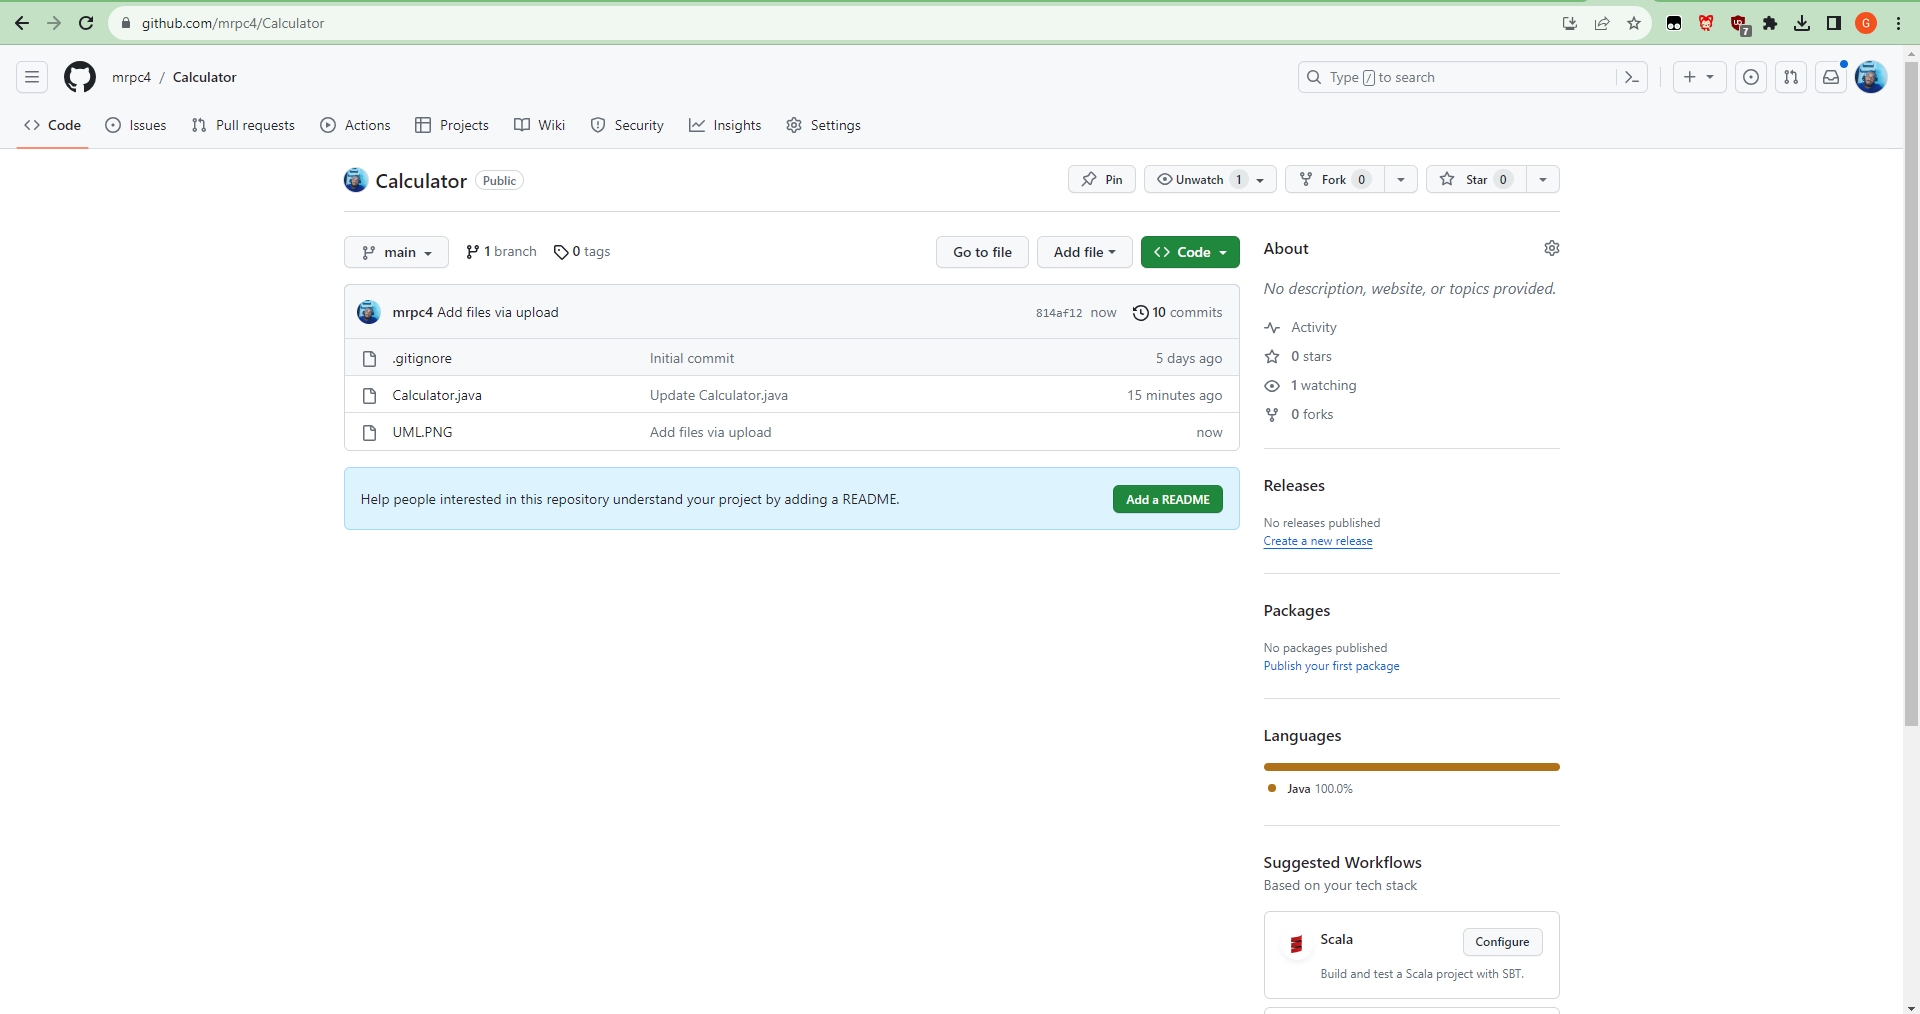 github.com/mrpc4/Calculator
7
G
mrpc4 / Calculator
Type / to search
Code Issues Pull requests Actions Projects Wiki Security Insights Settings
Calculator Public
Pin Unwatch 1 Fork 0 Star 0
main 1 branch 0 tags
Go to file Add file Code
mrpc4 Add files via upload 814af12 now 10 commits
.gitignore Initial commit 5 days ago
Calculator.java Update Calculator.java 15 minutes ago
UML.PNG Add files via upload now
Help people interested in this repository understand your project by adding a README. Add a README
About
No description, website, or topics provided.
Activity
0 stars
1 watching
0 forks
Releases
No releases published
Create a new release
Packages
No packages published
Publish your first package
Languages
Java 100.0%
Suggested Workflows
Based on your tech stack
Scala Configure
Build and test a Scala project with SBT.